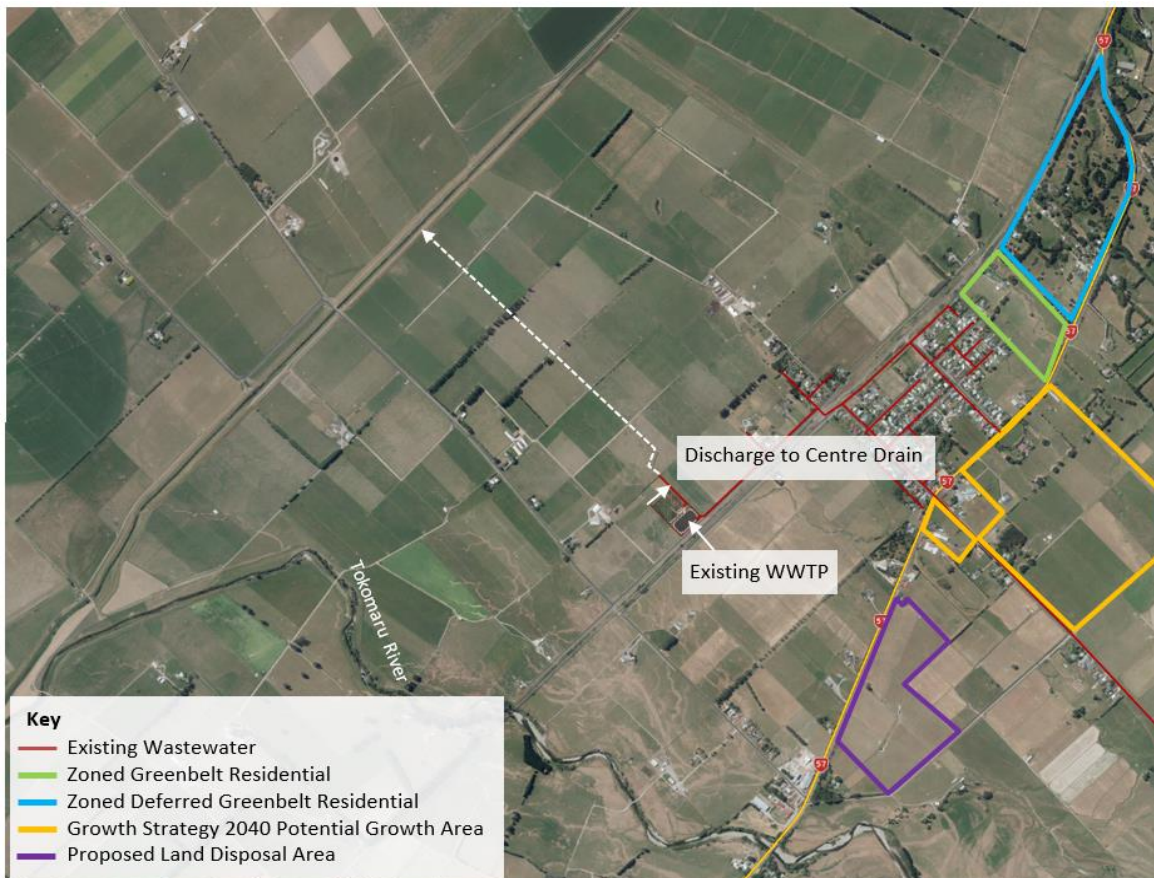 57
57
57
Discharge to Centre Drain
57
Existing WWTP
Tokomaru River
57
57
Key
Existing Wastewater
Zoned Greenbelt Residential
Zoned Deferred Greenbelt Residential
Growth Strategy 2040 Potential Growth Area
Proposed Land Disposal Area